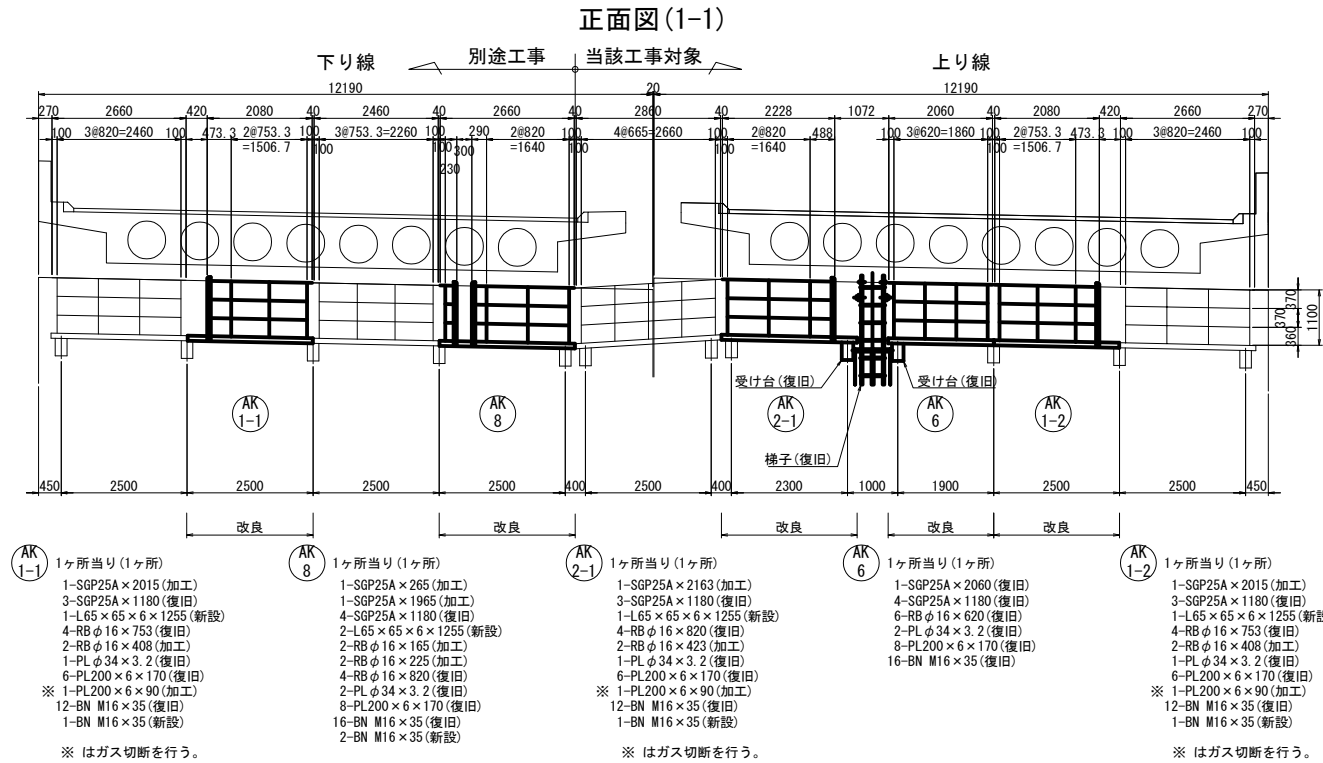 正面図(1-1)
下り線
別途工事
当該工事対象
上り線
12190
20
12190
270
2660
420
2080
40
2460
40
2660
40
2860
40
2228
1072
2060
40
2080
420
2660
270
100
3@820=2460
100
473.3
2@753.3
=1506.7
100
100
3@753.3=2260
100
100
230
300
290
2@820
=1640
100
100
4@665=2660
100
100
2@820
=1640
488
100
3@620=1860
100
100
2@753.3
=1506.7
473.3
100
3@820=2460
100
370
370
360
1100
受け台(復旧)
受け台(復旧)
梯子(復旧)
AK
1-1
AK
8
AK
2-1
AK
6
AK
1-2
450
2500
2500
2500
2500
400
2500
400
2300
1000
1900
2500
2500
450
改良
改良
改良
改良
改良
AK
1-1
1ヶ所当り(1ヶ所)
1-SGP25A×2015(加工)
3-SGP25A×1180(復旧)
1-L65×65×6×1255(新設)
4-RBφ16×753(復旧)
2-RBφ16×408(加工)
1-PLφ34×3.2(復旧)
6-PL200×6×170(復旧)
※ 1-PL200×6×90(加工)
12-BN M16×35(復旧)
1-BN M16×35(新設)
※ はガス切断を行う。
AK
8
1ヶ所当り(1ヶ所)
1-SGP25A×265(加工)
1-SGP25A×1965(加工)
4-SGP25A×1180(復旧)
2-L65×65×6×1255(新設)
2-RBφ16×165(加工)
2-RBφ16×225(加工)
4-RBφ16×820(復旧)
2-PLφ34×3.2(復旧)
8-PL200×6×170(復旧)
16-BN M16×35(復旧)
2-BN M16×35(新設)
AK
2-1
1ヶ所当り(1ヶ所)
1-SGP25A×2163(加工)
3-SGP25A×1180(復旧)
1-L65×65×6×1255(新設)
4-RBφ16×820(復旧)
2-RBφ16×423(加工)
1-PLφ34×3.2(復旧)
6-PL200×6×170(復旧)
※ 1-PL200×6×90(加工)
12-BN M16×35(復旧)
1-BN M16×35(新設)
※ はガス切断を行う。
AK
6
1ヶ所当り(1ヶ所)
1-SGP25A×2060(復旧)
4-SGP25A×1180(復旧)
6-RBφ16×620(復旧)
2-PLφ34×3.2(復旧)
8-PL200×6×170(復旧)
16-BN M16×35(復旧)
AK
1-2
1ヶ所当り(1ヶ所)
1-SGP25A×2015(加工)
3-SGP25A×1180(復旧)
1-L65×65×6×1255(新設
4-RBφ16×753(復旧)
2-RBφ16×408(加工)
1-PLφ34×3.2(復旧)
6-PL200×6×170(復旧)
※ 1-PL200×6×90(加工)
12-BN M16×35(復旧)
1-BN M16×35(新設)
※ はガス切断を行う。